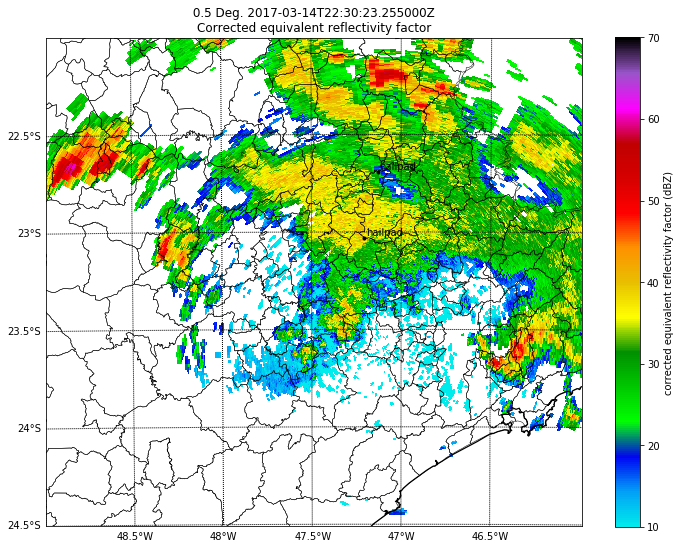 0.5 Deg. 2017-03-14T22:30:23.255000Z
Corrected equivalent reflectivity factor
70
60
50
40
30
20
10
corrected equivalent reflectivity factor (dBZ)
22.5°S
23°S
23.5°S
24°S
24.5°S
hailpad
hailpad
48.5°W
48°W
47.5°W
47°W
46.5°W